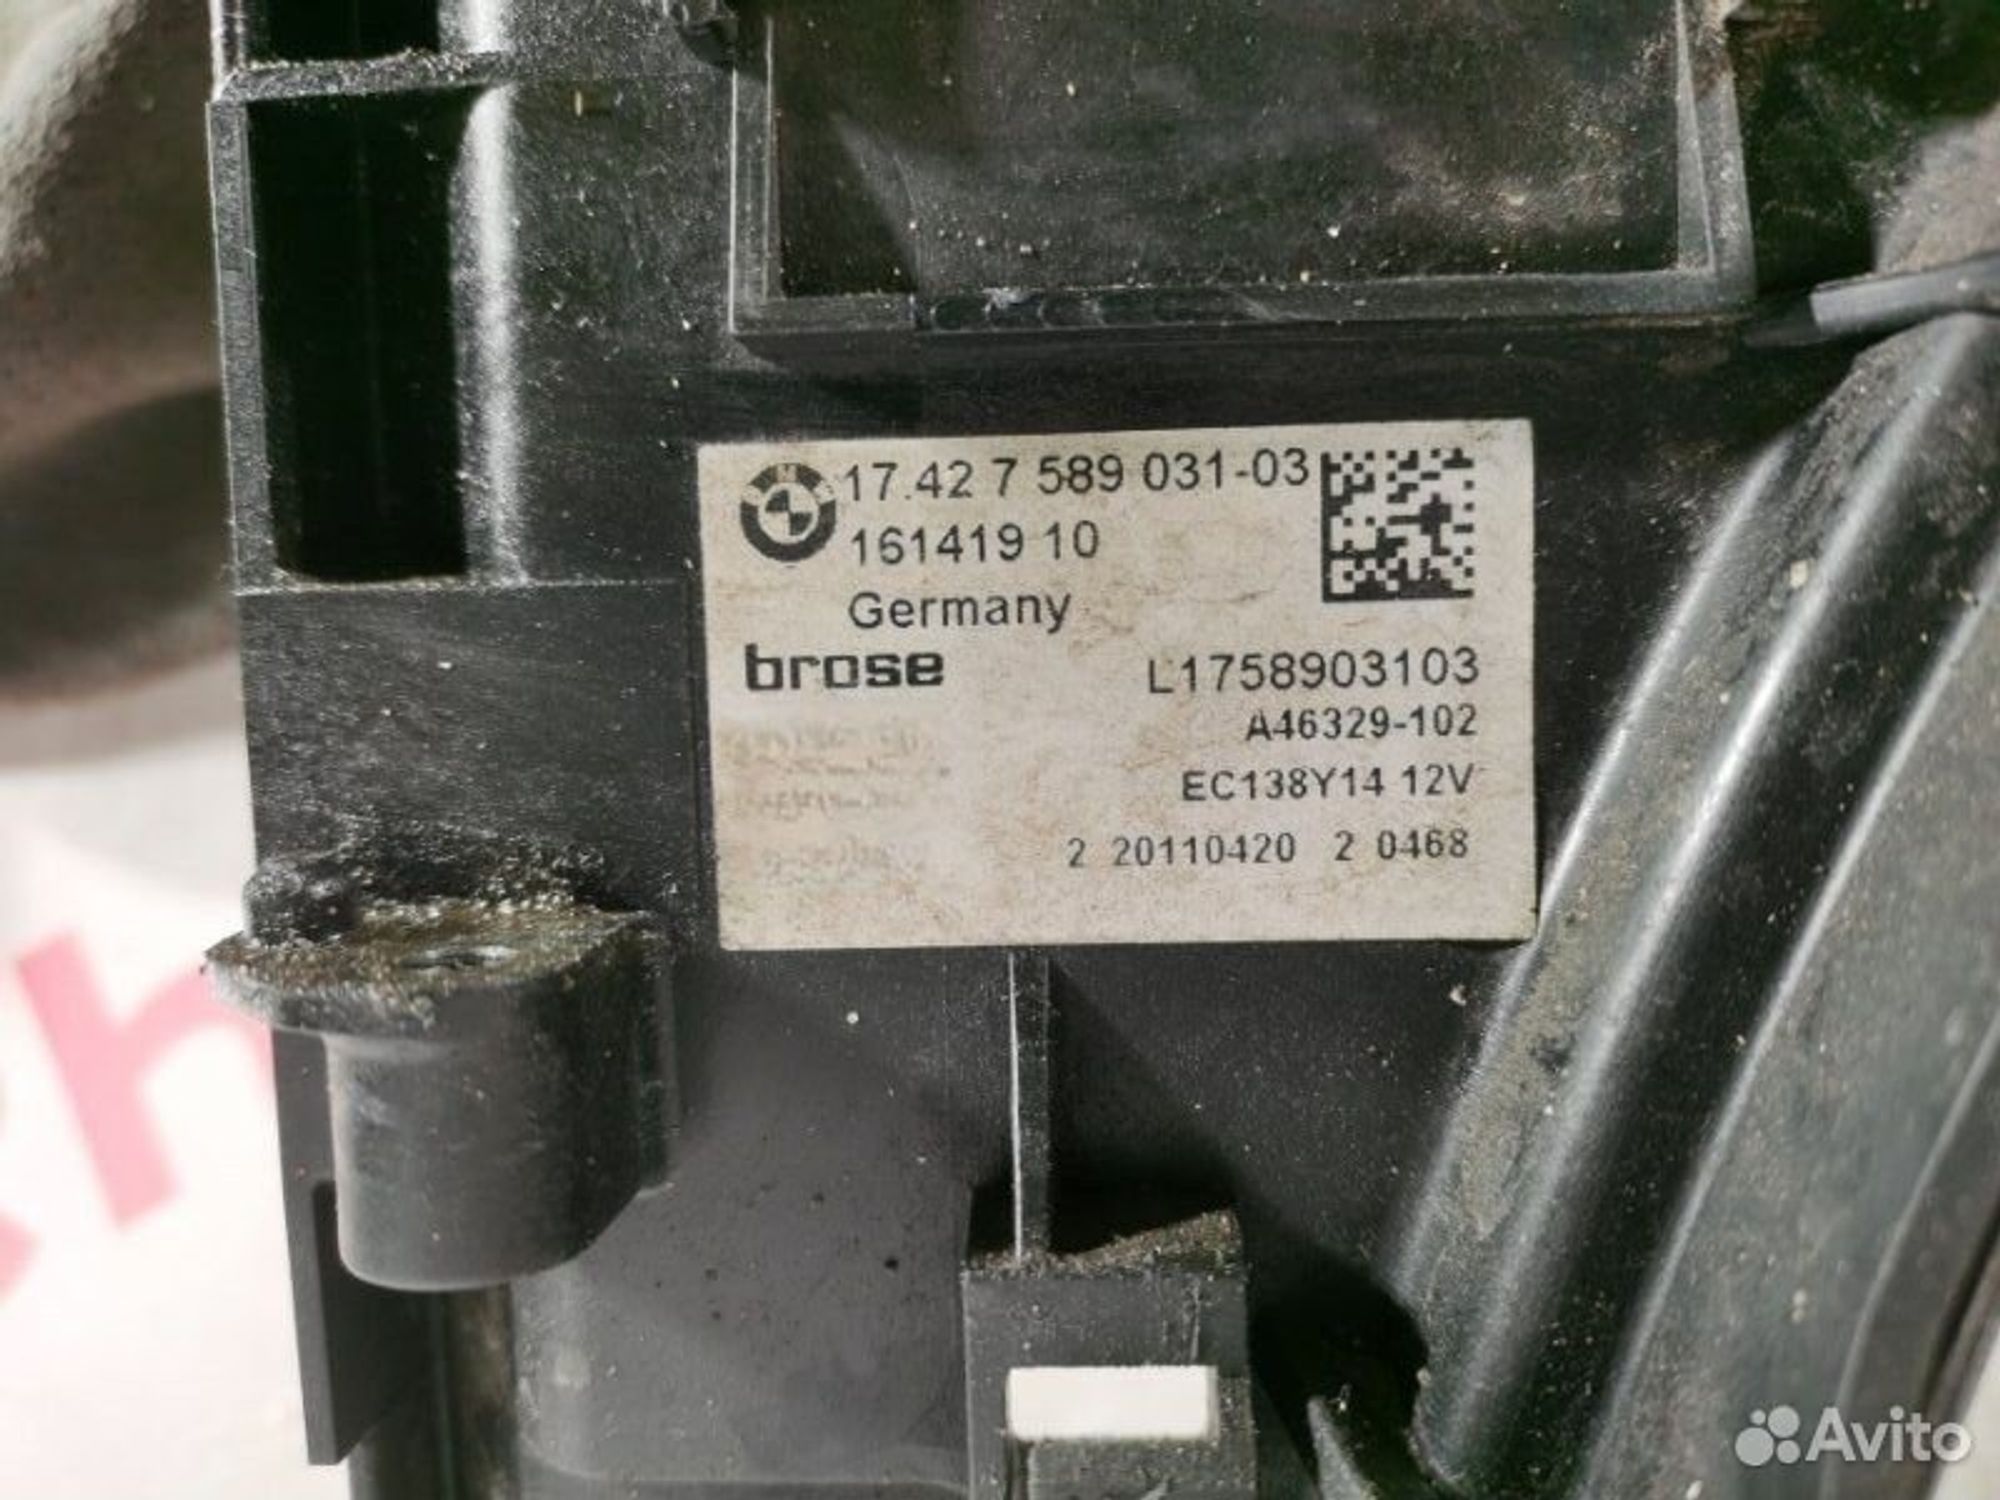 17.42 7 589 031-03
161419 10
Germany
brose
L1758903103
A46329-102
EC138Y14 12V
2 20110420 2 0468
Avito